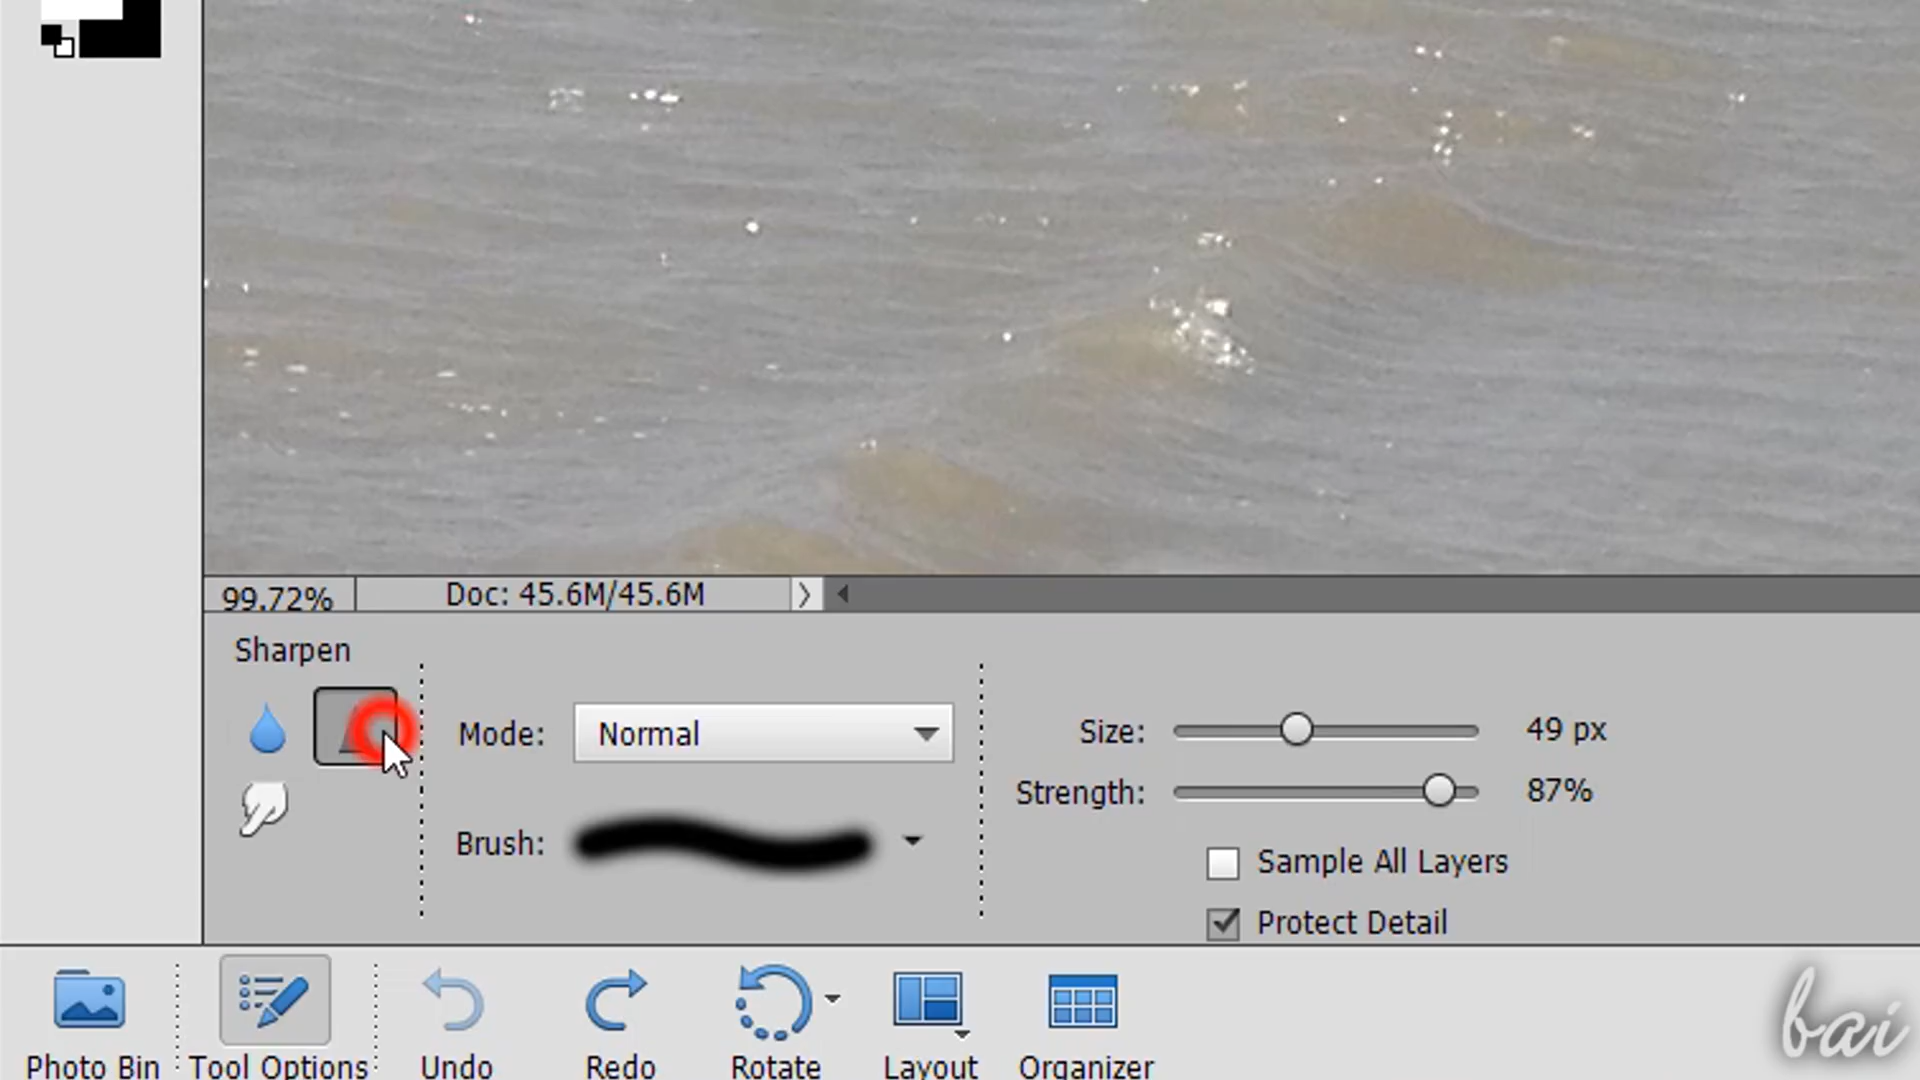 99.72%
Doc: 45.6M/45.6M
Sharpen
Mode:
Normal
Size:
49 px
Strength:
87%
Brush:
Sample All Layers
Protect Detail
Photo Bin
Tool Options
Undo
Redo
Rotate
Layout
Organizer
bai